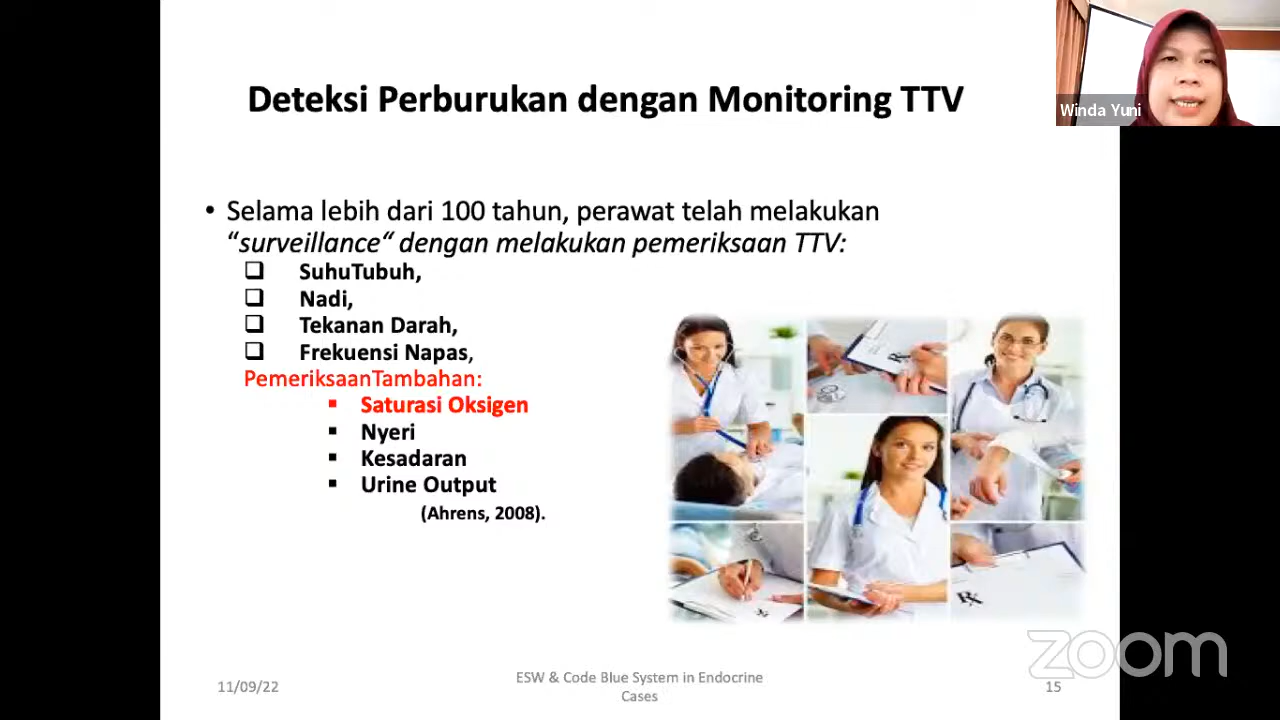 Deteksi Perburukan dengan Monitoring TTV
Winda Yuni
• Selama lebih dari 100 tahun, perawat telah melakukan
“surveillance“ dengan melakukan pemeriksaan TTV:
❑ SuhuTubuh,
❑ Nadi,
❑ Tekanan Darah,
❑ Frekuensi Napas,
PemeriksaanTambahan:
▪ Saturasi Oksigen
▪ Nyeri
▪ Kesadaran
▪ Urine Output
(Ahrens, 2008).
Rx
Rx
zoom
11/09/22
ESW & Code Blue System in Endocrine
Cases
15